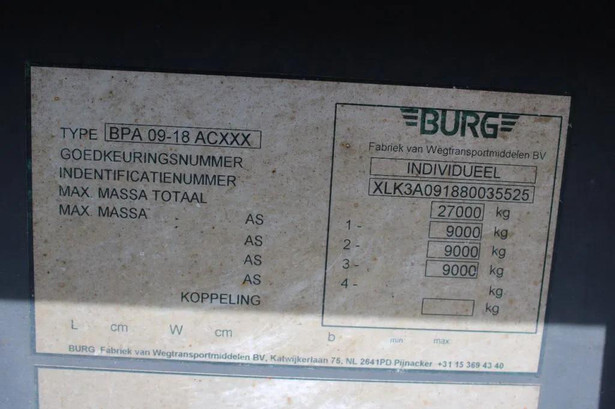 BURG
Fabriek van Wegtransportmiddelen BV
TYPE BPA 09-18 ACXXX
GOEDKEURINGSNUMMER INDIVIDUEEL
INDENTIFICATIENUMMER XLK3A091880035525
MAX. MASSA TOTAAL 27000 kg
MAX. MASSA AS 1 - 9000 kg
AS 2 - 9000 kg
AS 3 - 9000 kg
AS 4 - kg
KOPPELING kg
L cm W cm b min max
BURG Fabriek van Wegtransportmiddelen BV, Katwijkerlaan 75, NL 2641PD Pijnacker +31 15 369 43 40